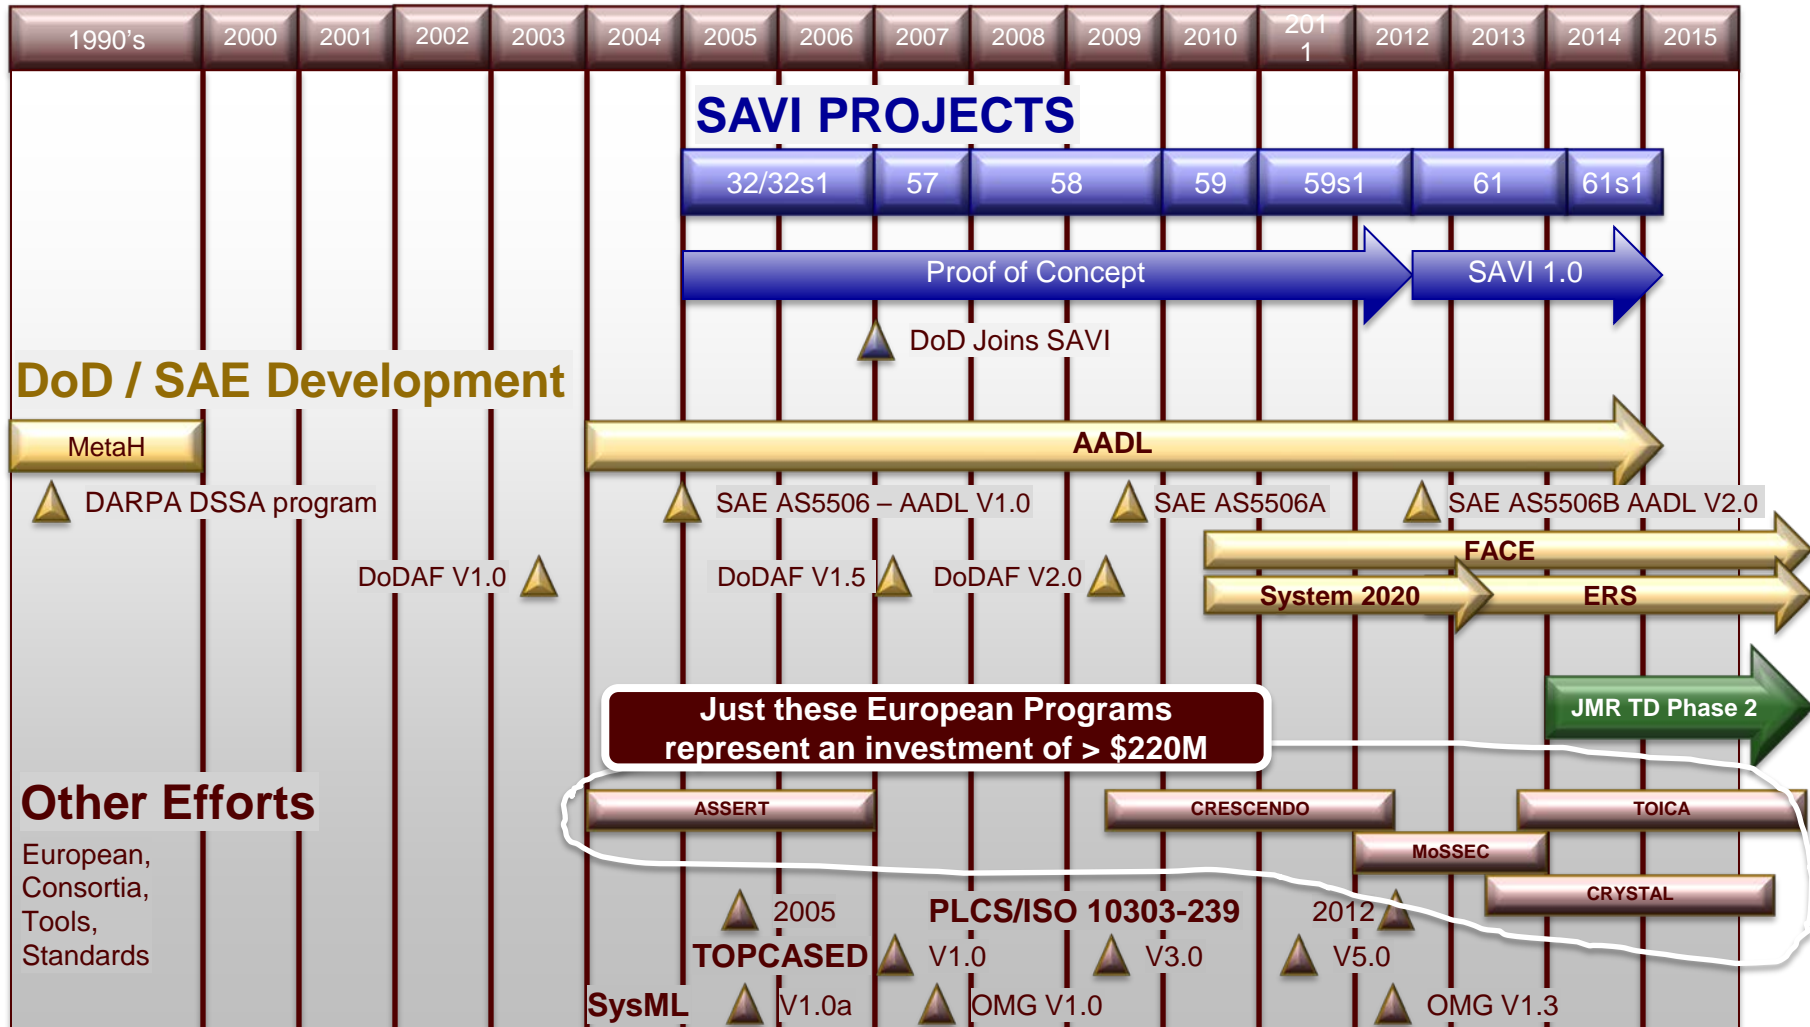 1990's 2000 2001 2002 2003 2004 2005 2006 2007 2008 2009 2010 201 2012 2013 2014 2015
1
SAVI PROJECTS
32/32s1 57 58 59 59s1 61 61s1
Proof of Concept SAVI 1.0
DoD Joins SAVI
DoD / SAE Development
MetaH AADL
DARPA DSSA program SAE AS5506 – AADL V1.0 SAE AS5506A SAE AS5506B AADL V2.0
FACE
DoDAF V1.0 DoDAF V1.5 DoDAF V2.0
System 2020 ERS
Just these European Programs
represent an investment of > $220M
JMR TD Phase 2
Other Efforts
ASSERT CRESCENDO TOICA
European,
Consortia,
Tools,
Standards
MoSSEC
CRYSTAL
2005 PLCS/ISO 10303-239 2012
TOPCASED V1.0 V3.0 V5.0
SysML V1.0a OMG V1.0 OMG V1.3